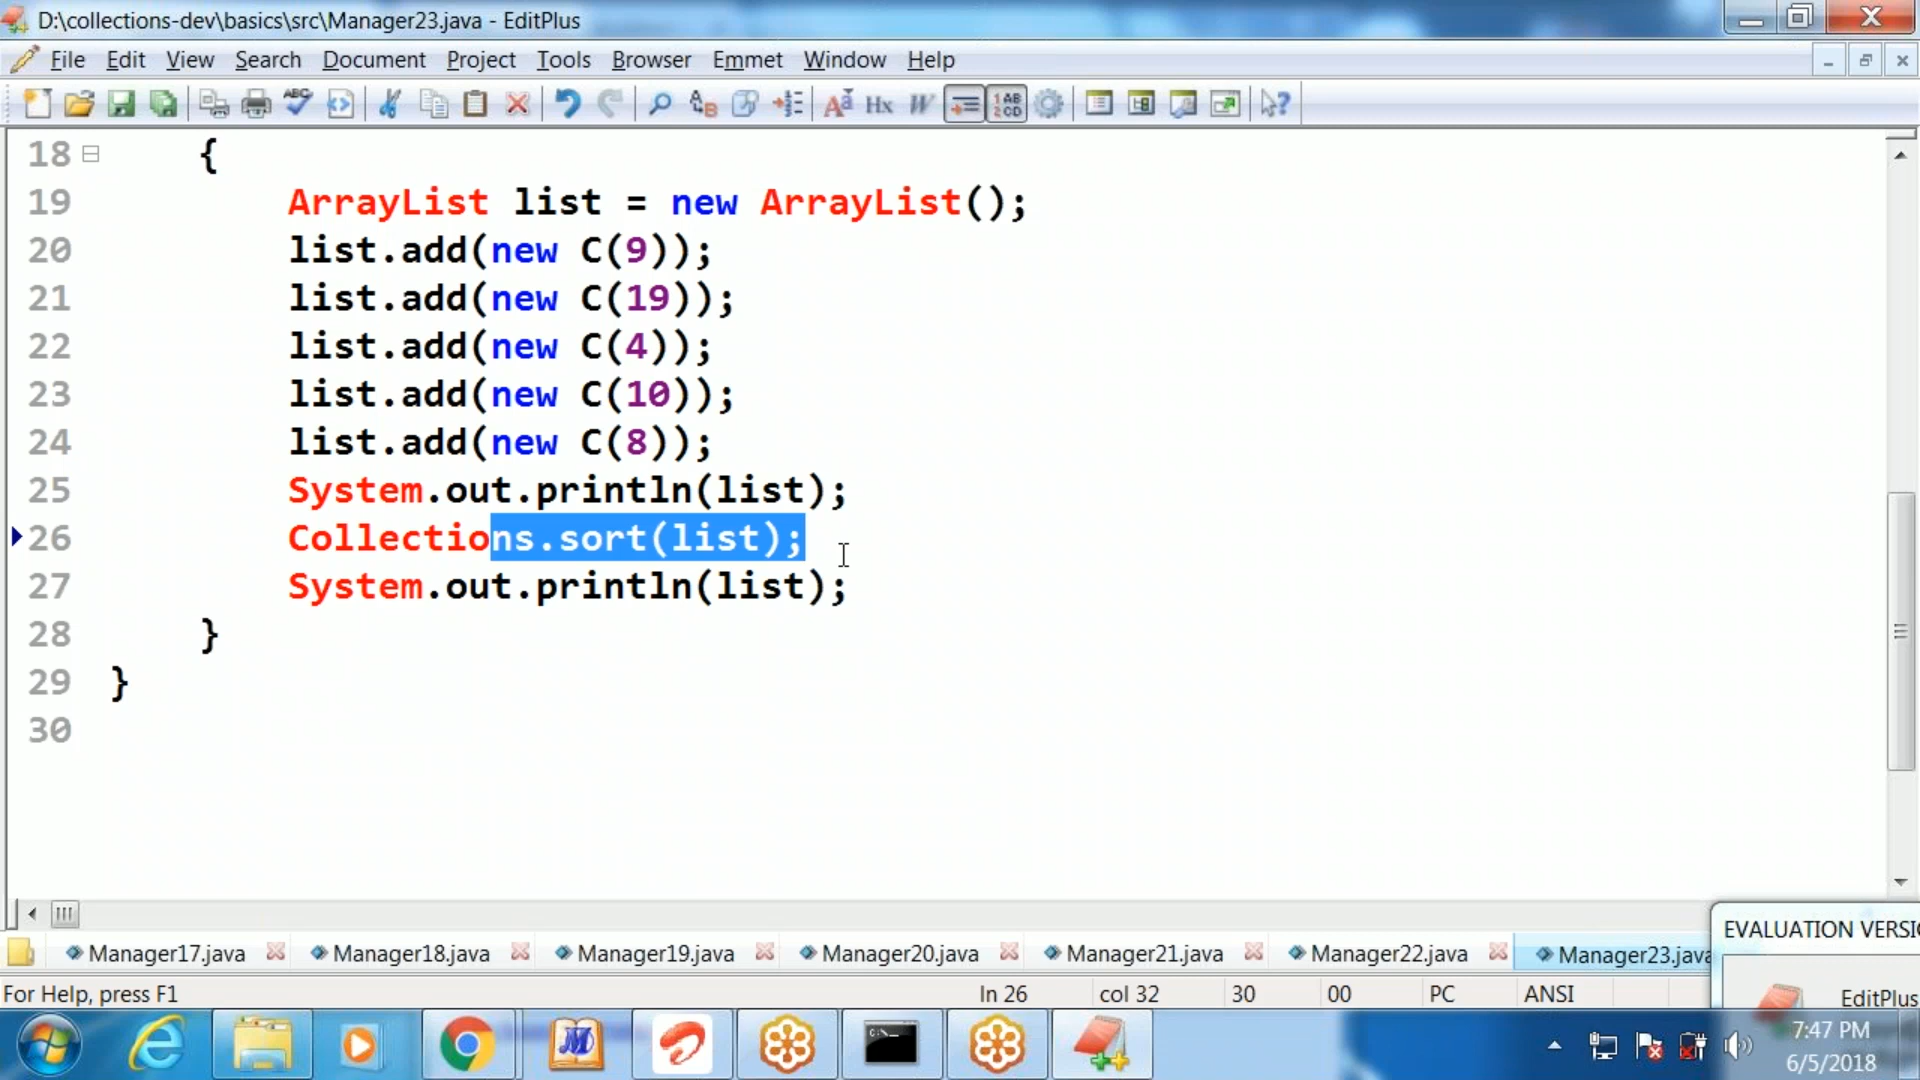 D:\collections-dev\basics\src\Manager23.java - EditPlus
File Edit View Search Document Project Tools Browser Emmet Window Help
18 {
19 ArrayList list = new ArrayList();
20 list.add(new C(9));
21 list.add(new C(19));
22 list.add(new C(4));
23 list.add(new C(10));
24 list.add(new C(8));
25 System.out.println(list);
26 Collections.sort(list);
27 System.out.println(list);
28 }
29 }
30
EVALUATION VERSI
Manager17.java Manager18.java Manager19.java Manager20.java Manager21.java Manager22.java Manager23.java
For Help, press F1 ln 26 col 32 30 00 PC ANSI
EditPlus
7:47 PM
6/5/2018